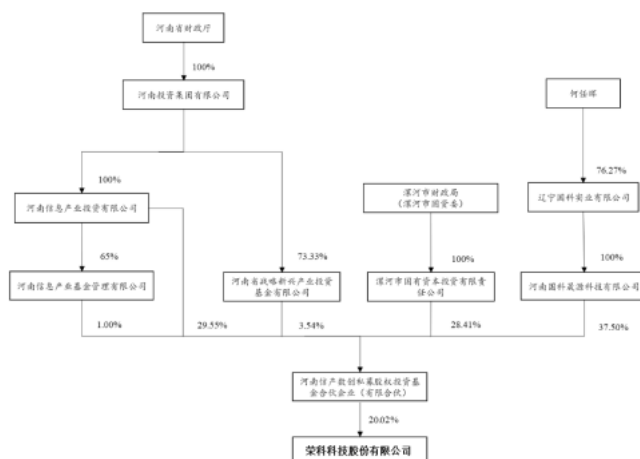 河南省财政厅
100%
河南投资集团有限公司
何任晖
100%
76.27%
河南信息产业投资有限公司
漯河市财政局
（漯河市国资委）
辽宁国科实业有限公司
65%
73.33%
100%
100%
河南信息产业基金管理有限公司
河南省战略新兴产业投资
基金有限公司
漯河市国有资本投资有限责
任公司
河南国科晟源科技有限公司
1.00%
29.55%
3.54%
28.41%
37.50%
河南信产数创私募股权投资基
金合伙企业（有限合伙）
20.02%
荣科科技股份有限公司